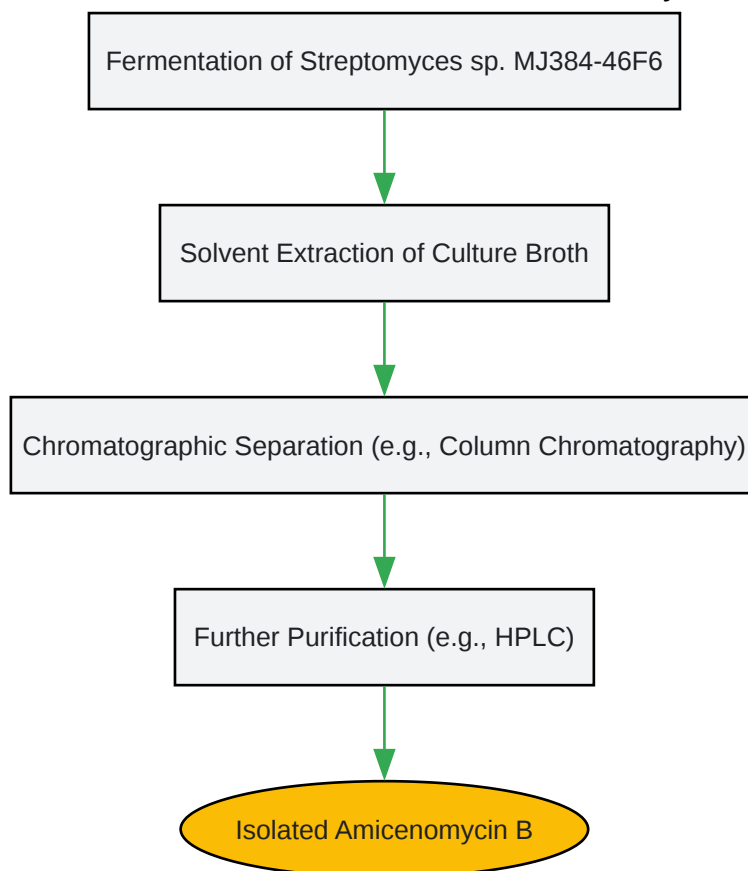 Fermentation of Streptomyces sp. MJ384-46F6
Solvent Extraction of Culture Broth
Chromatographic Separation (e.g., Column Chromatography)
Further Purification (e.g., HPLC)
Isolated Amicenomycin B